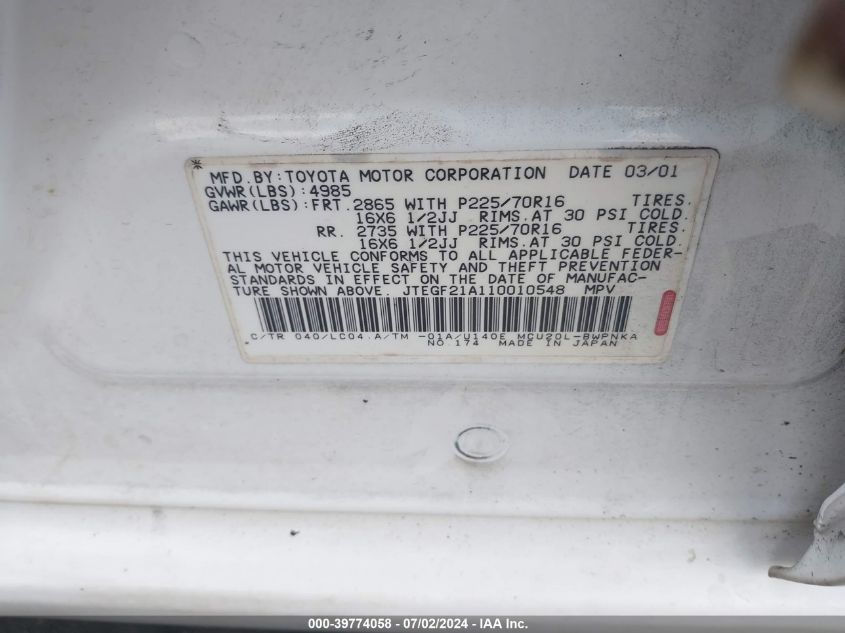 MFD.BY:TOYOTA MOTOR CORPORATION DATE 03/01
GVWR(LBS):4985
GAWR(LBS):FRT.2865 WITH P225/70R16 TIRES.
16X6 1/2JJ RIMS.AT 30 PSI COLD.
RR. 2735 WITH P225/70R16 TIRES.
16X6 1/2JJ RIMS.AT 30 PSI COLD.
THIS VEHICLE CONFORMS TO ALL APPLICABLE FEDER-
AL MOTOR VEHICLE SAFETY AND THEFT PREVENTION
STANDARDS IN EFFECT ON THE DATE OF MANUFAC-
TURE SHOWN ABOVE. JTEGF21A110010548 MPV
C/TR 040/LC04 A/TM -01A/U140E MCU20L-BWPNKA
NO.174 MADE IN JAPAN
000-39774058 / 07/02/2024 - IAA Inc.